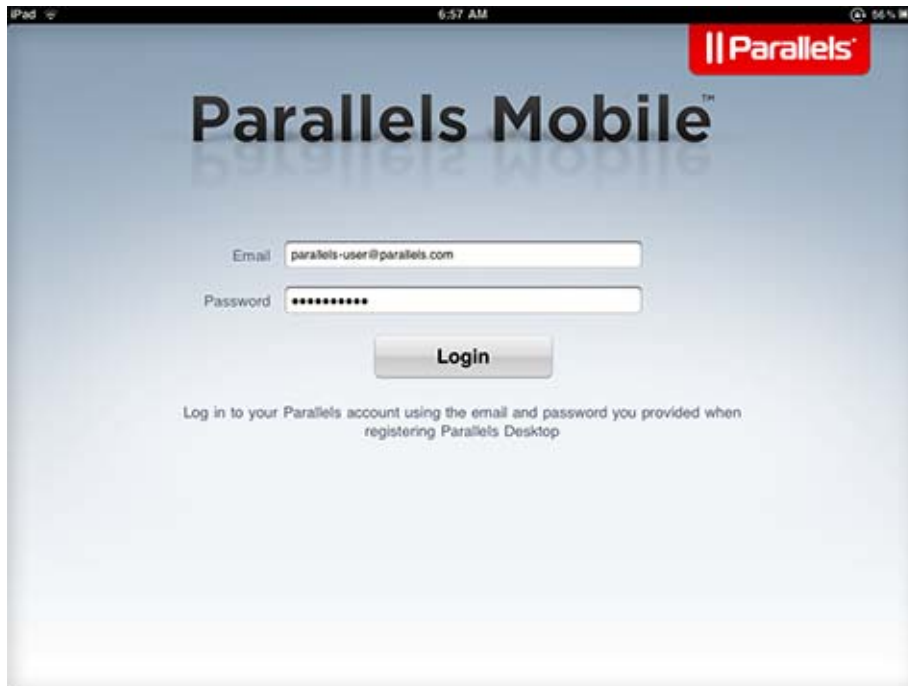 iPad 6:57 AM 56%
|| Parallels®
Parallels Mobile™
Email parallels-user@parallels.com
Password ••••••••••
Login
Log in to your Parallels account using the email and password you provided when
registering Parallels Desktop